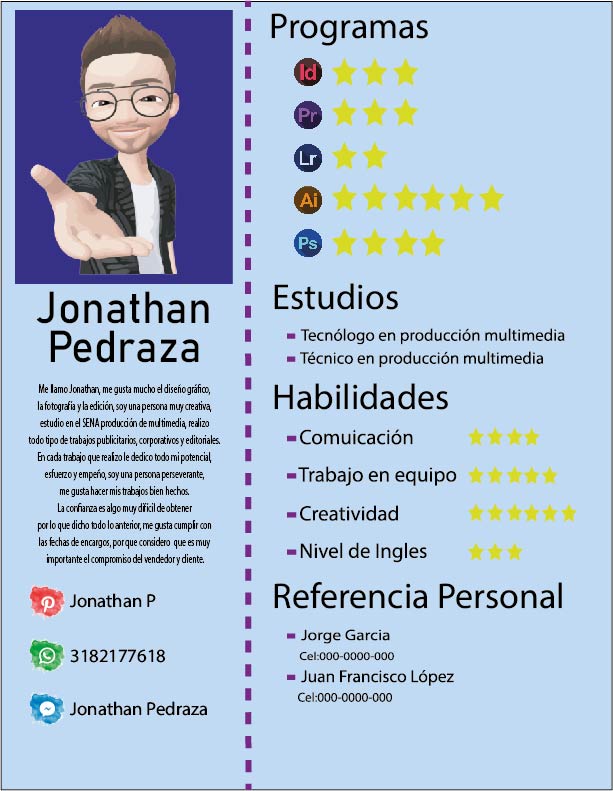 Jonathan
Pedraza
Me llamo Jonathan, me gusta mucho el diseño gráfico,
la fotografía y la edición, soy una persona muy creativa,
estudio en el SENA producción de multimedia, realizo
todo tipo de trabajos publicitarios, corporativos y editoriales.
En cada trabajo que realizo le dedico todo mi potencial,
esfuerzo y empeño, soy una persona perseverante,
me gusta hacer mis trabajos bien hechos.
La confianza es algo muy difícil de obtener
por lo que dicho todo lo anterior, me gusta cumplir con
las fechas de encargos, por que considero que es muy
importante el compromiso del vendedor y cliente.
Jonathan P
3182177618
Jonathan Pedraza
Programas
Id
Pr
Lr
Ai
Ps
Estudios
Tecnólogo en producción multimedia
Técnico en producción multimedia
Habilidades
Comuicación
Trabajo en equipo
Creatividad
Nivel de Ingles
Referencia Personal
Jorge Garcia
Cel:000-0000-000
Juan Francisco López
Cel:000-0000-000